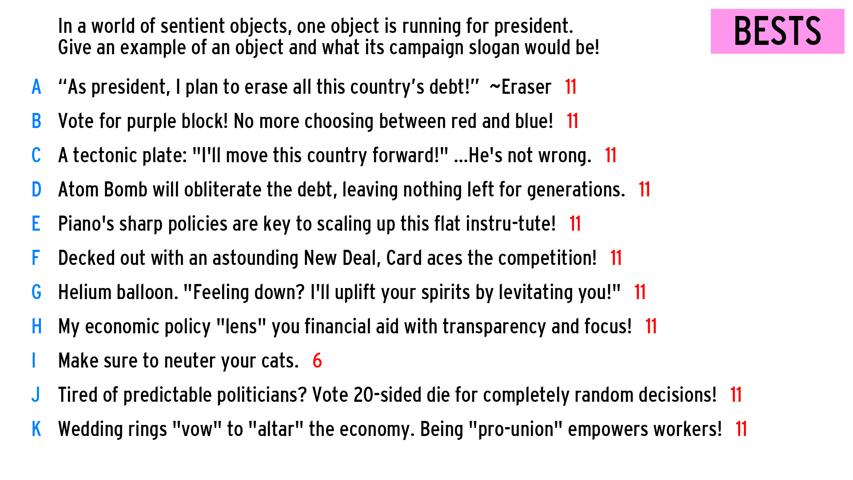 In a world of sentient objects, one object is running for president.
Give an example of an object and what its campaign slogan would be!
BESTS
A “As president, I plan to erase all this country’s debt!” ~Eraser 11
B Vote for purple block! No more choosing between red and blue! 11
C A tectonic plate: "I'll move this country forward!" ...He's not wrong. 11
D Atom Bomb will obliterate the debt, leaving nothing left for generations. 11
E Piano's sharp policies are key to scaling up this flat instru-tute! 11
F Decked out with an astounding New Deal, Card aces the competition! 11
G Helium balloon. "Feeling down? I'll uplift your spirits by levitating you!" 11
H My economic policy "lens" you financial aid with transparency and focus! 11
I Make sure to neuter your cats. 6
J Tired of predictable politicians? Vote 20-sided die for completely random decisions! 11
K Wedding rings "vow" to "altar" the economy. Being "pro-union" empowers workers! 11